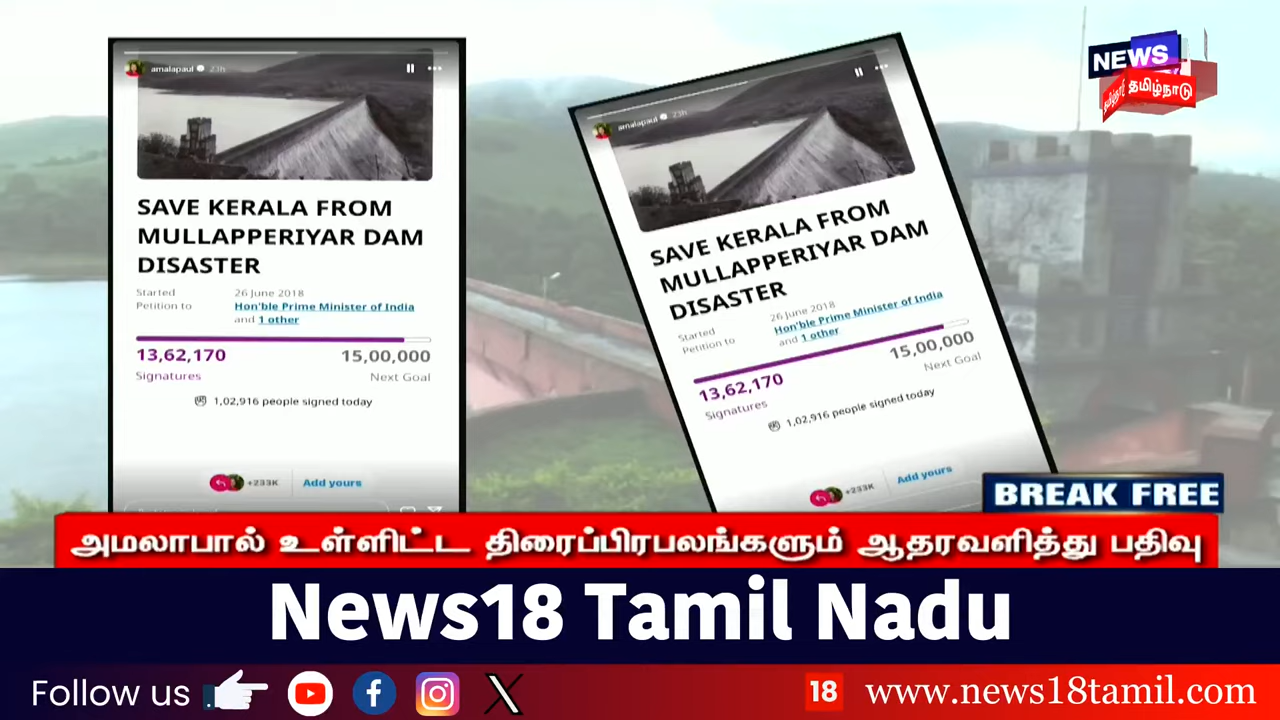 amalapaul 23h
SAVE KERALA FROM
MULLAPPERIYAR DAM
DISASTER
Started 26 June 2018
Petition to Hon'ble Prime Minister of India
and 1 other
13,62,170 15,00,000
Signatures Next Goal
1,02,916 people signed today
+233K Add yours
amalapaul 23h
SAVE KERALA FROM
MULLAPPERIYAR DAM
DISASTER
Started 26 June 2018
Petition to Hon'ble Prime Minister of India
and 1 other
13,62,170 15,00,000
Signatures Next Goal
1,02,916 people signed today
+233K Add yours
NEWS
தமிழ்நாடு
BREAK FREE
அமலாபால் உள்ளிட்ட திரைப்பிரபலங்களும் ஆதரவளித்து பதிவு
News18 Tamil Nadu
Follow us
18 www.news18tamil.com